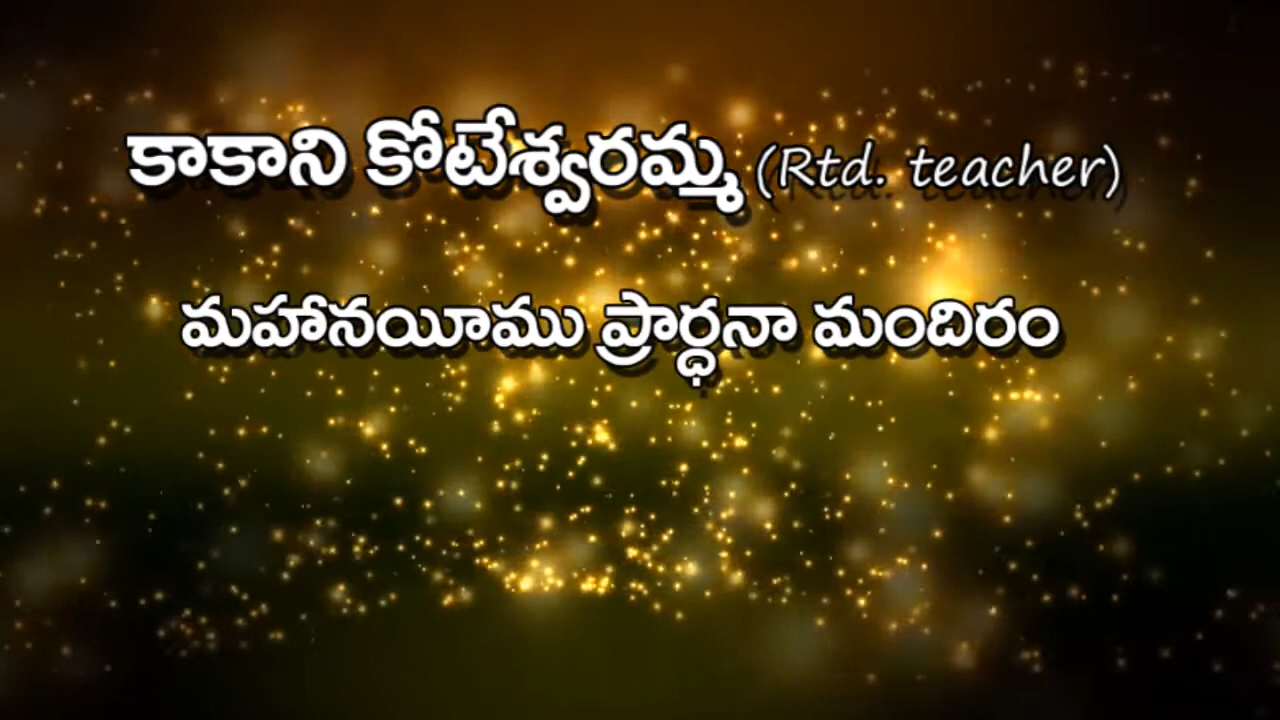 కాకాని కోటేశ్వరమ్మ (Rtd. teacher)
మహానయీము ప్రార్ధనా మందిరం